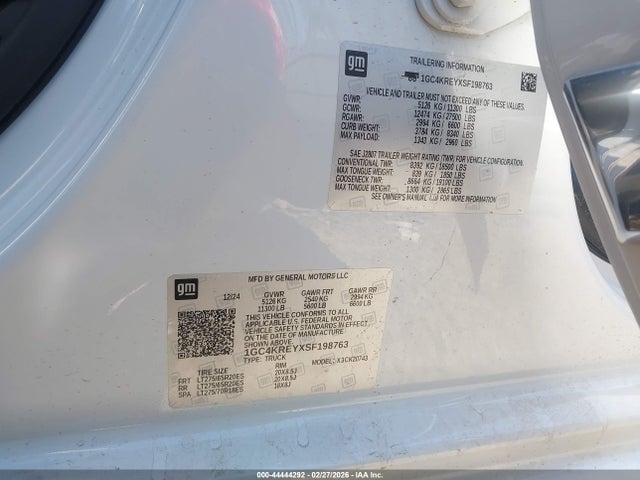 gm
TRAILERING INFORMATION
1GC4KREYXSF198763
VEHICLE AND TRAILER MUST NOT EXCEED ANY OF THESE VALUES.
GVWR: 5126 KG / 11300 LBS
GCWR: 12474 KG / 27500 LBS
RGAWR: 2994 KG / 6600 LBS
CURB WEIGHT: 3784 KG / 8340 LBS
MAX PAYLOAD: 1343 KG / 2960 LBS
SAE J2807 TRAILER WEIGHT RATING (TWR) FOR VEHICLE CONFIGURATION.
CONVENTIONAL TWR: 8392 KG / 18500 LBS
MAX TONGUE WEIGHT: 839 KG / 1850 LBS
GOOSENECK TWR: 8664 KG / 19100 LBS
MAX TONGUE WEIGHT: 1300 KG / 2865 LBS
SEE OWNER'S MANUAL FOR MORE INFORMATION.
gm
MFD BY GENERAL MOTORS LLC
12/24 GVWR GAWR FRT GAWR RR
5126 KG 2540 KG 2994 KG
11300 LB 5600 LB 6600 LB
THIS VEHICLE CONFORMS TO ALL
APPLICABLE U.S. FEDERAL MOTOR
VEHICLE SAFETY STANDARDS IN EFFECT
ON THE DATE OF MANUFACTURE
SHOWN ABOVE.
1GC4KREYXSF198763
TYPE: TRUCK MODEL: X3CK20743
TIRE SIZE RIM
FRT LT275/65R20ES 20X8.5J
RR LT275/65R20ES 20X8.5J
SPA LT275/70R18ES 18X8J
000-44444292 02/27/2026 IAA Inc.